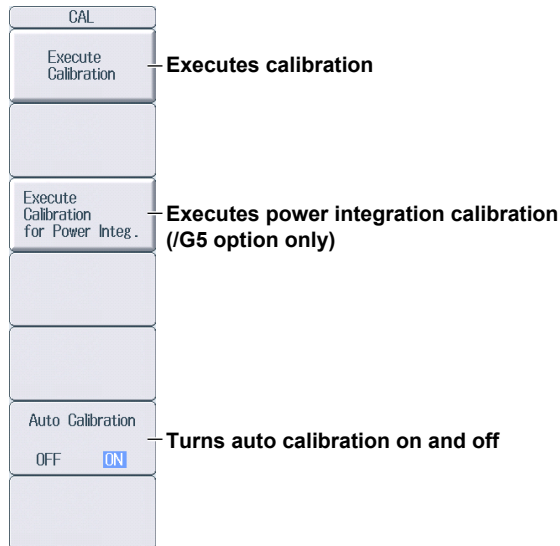 CAL
Execute
Calibration
Executes calibration
Execute
Calibration
for Power Integ.
Executes power integration calibration
(/G5 option only)
Auto Calibration
OFF ON
Turns auto calibration on and off